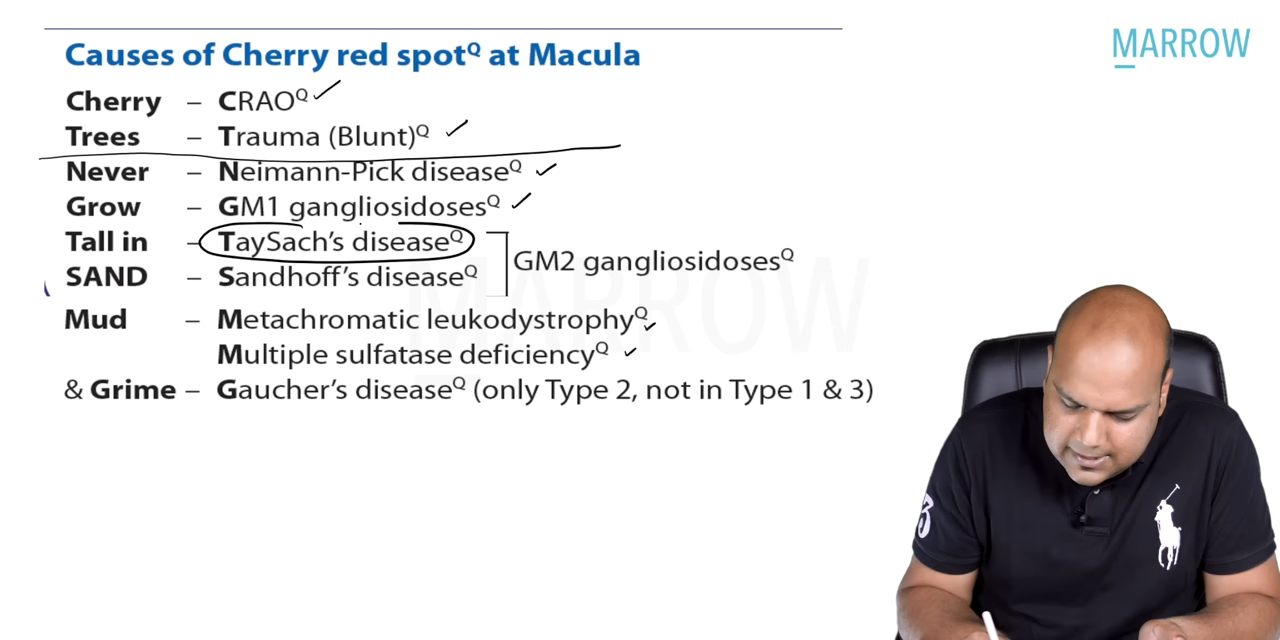 MARROW
Causes of Cherry red spotQ at Macula
Cherry – CRAOQ
Trees – Trauma (Blunt)Q
Never – Neimann-Pick diseaseQ
Grow – GM1 gangliosidosesQ
Tall in – TaySach's diseaseQ
GM2 gangliosidosesQ
SAND – Sandhoff's diseaseQ
Mud – Metachromatic leukodystrophyQ
Multiple sulfatase deficiencyQ
& Grime – Gaucher's diseaseQ (only Type 2, not in Type 1 & 3)
MARROW
3